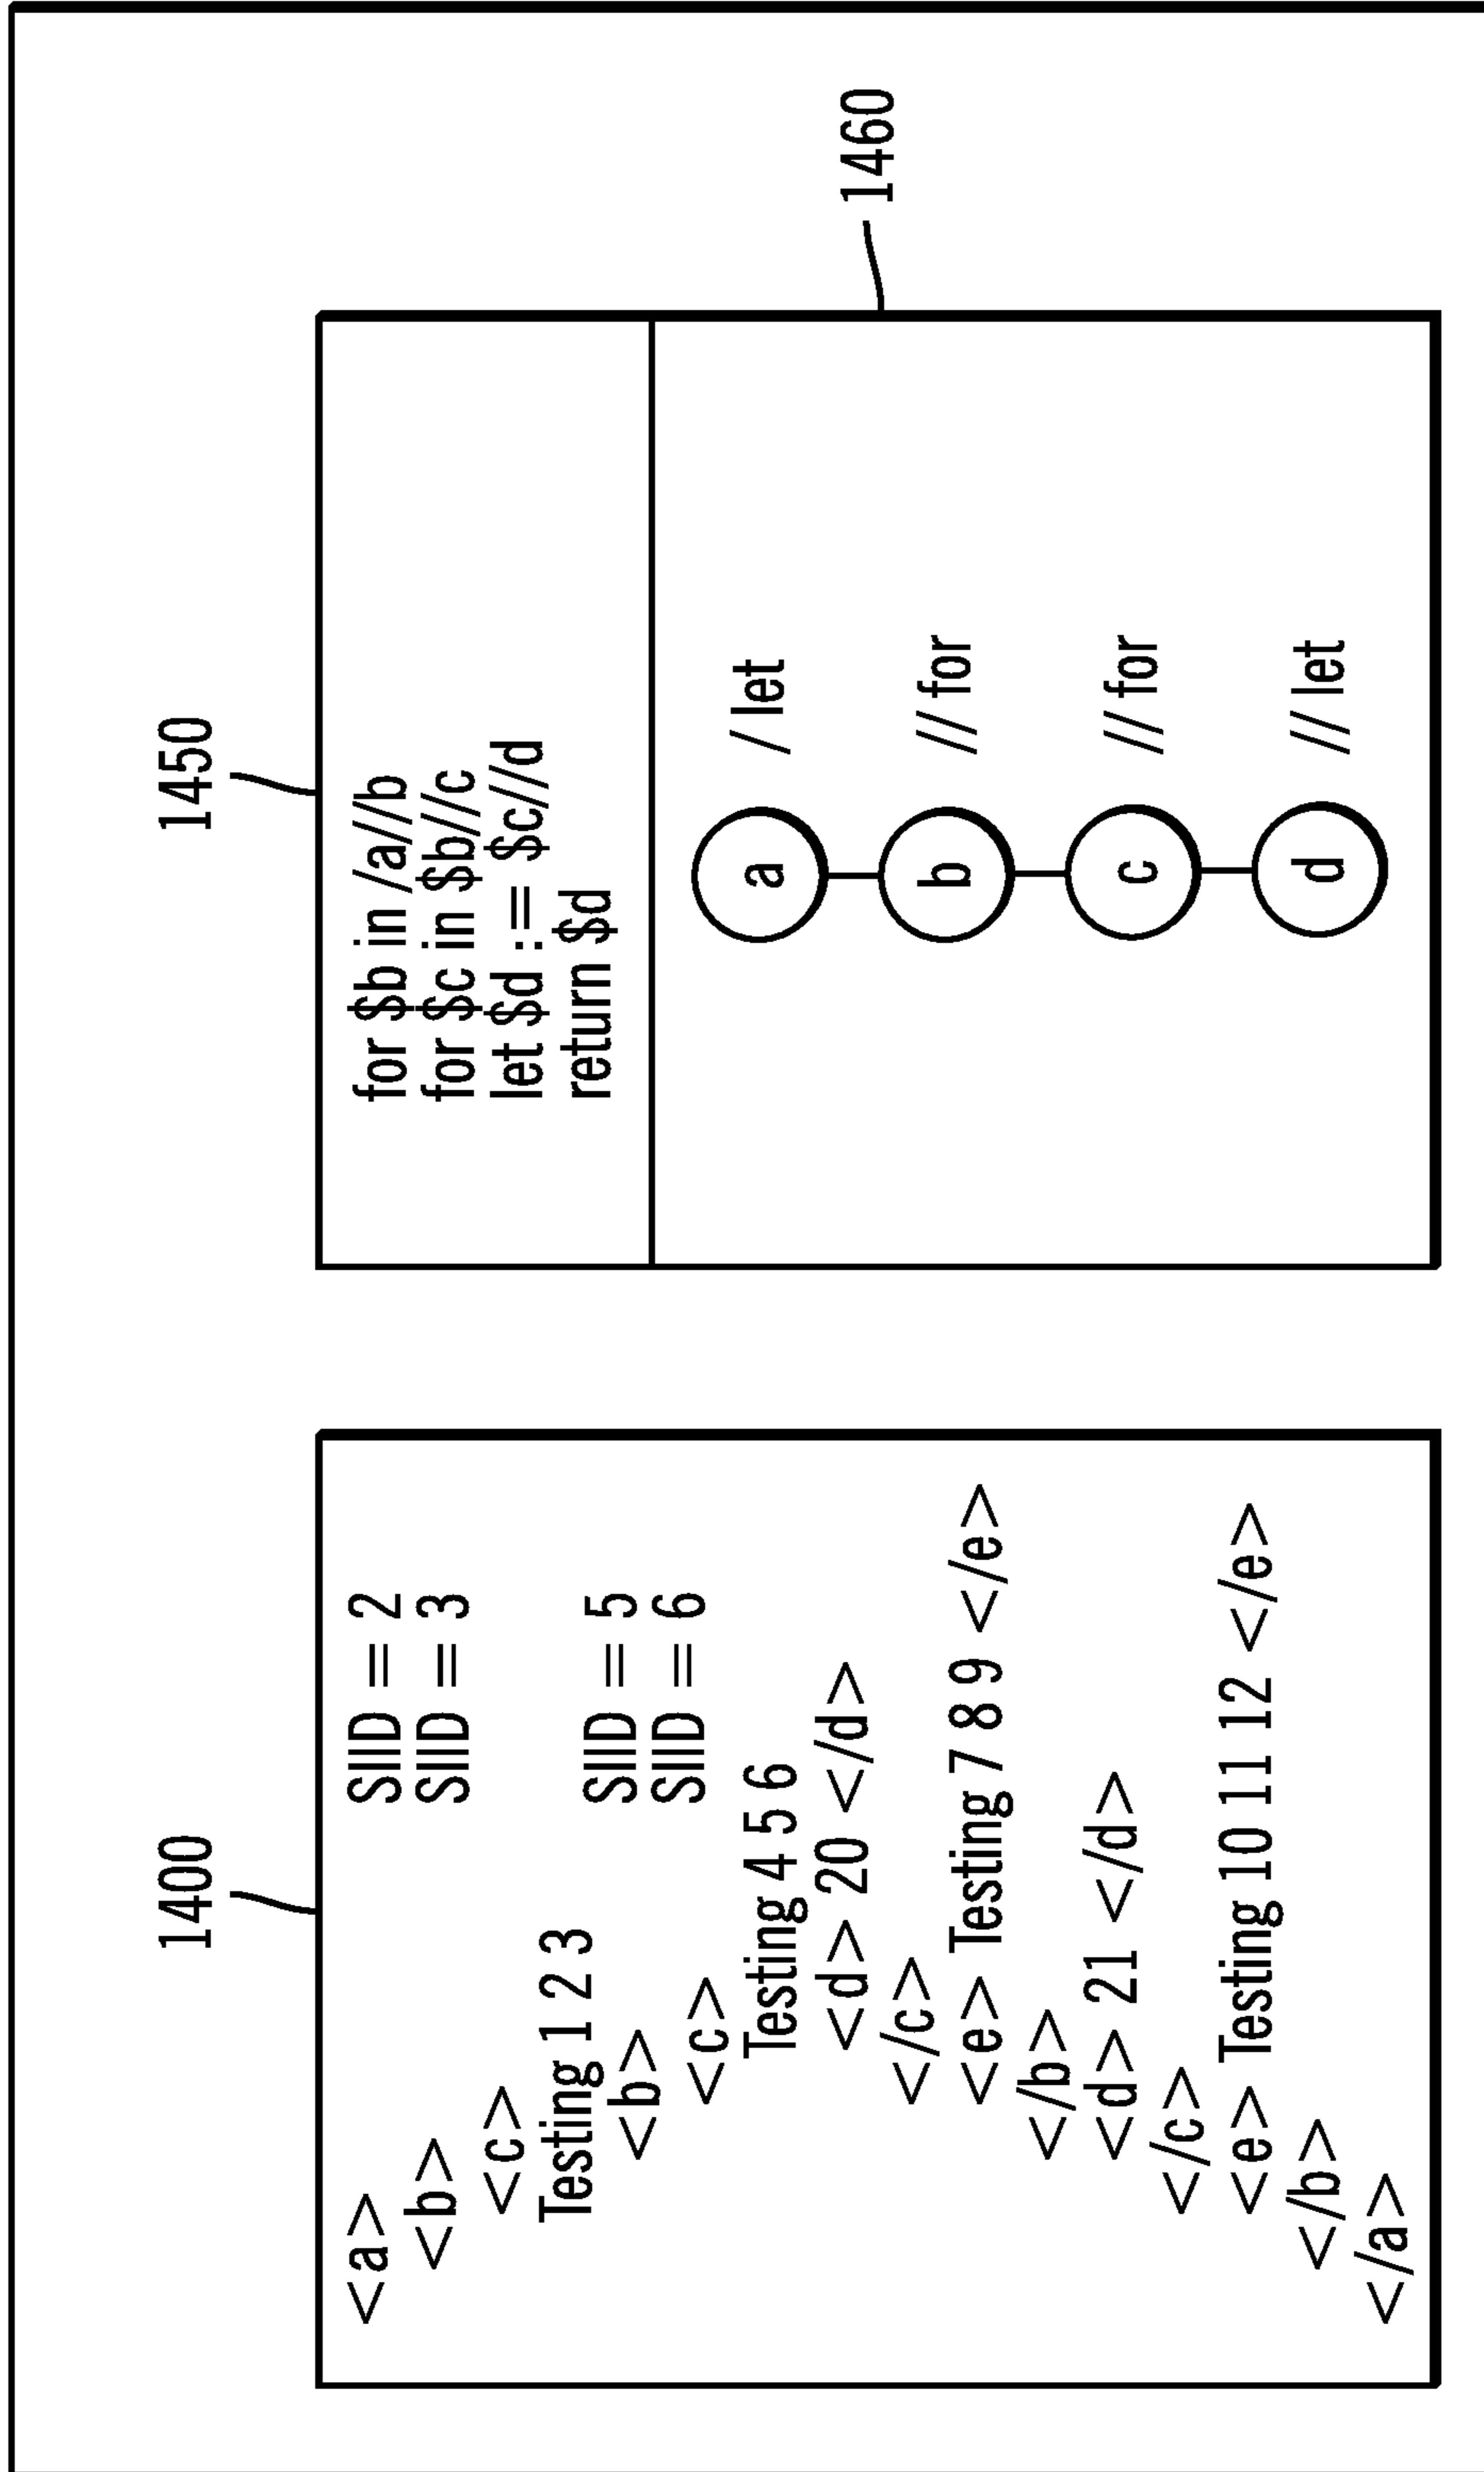 1400
<a> SIID = 2
<b> SIID = 3
<c>
Testing 1 2 3
<b> SIID = 5
<c> SIID = 6
Testing 4 5 6
<d> 20 </d>
</c>
<e> Testing 7 8 9 </e>
</b>
<d> 21 </d>
</c>
<e> Testing 10 11 12 </e>
</b>
</a>
1450
for $b in /a//b
for $c in $b//c
let $d := $c//d
return $d
a / let
b // for
c // for
d // let
1460